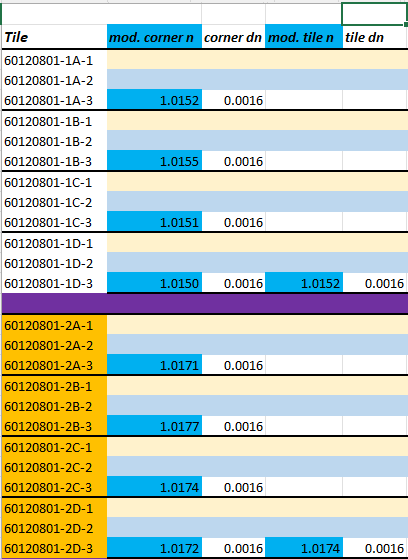 Tile mod. corner n corner dn mod. tile n tile dn
60120801-1A-1
60120801-1A-2
60120801-1A-3 1.0152 0.0016
60120801-1B-1
60120801-1B-2
60120801-1B-3 1.0155 0.0016
60120801-1C-1
60120801-1C-2
60120801-1C-3 1.0151 0.0016
60120801-1D-1
60120801-1D-2
60120801-1D-3 1.0150 0.0016 1.0152 0.0016
60120801-2A-1
60120801-2A-2
60120801-2A-3 1.0171 0.0016
60120801-2B-1
60120801-2B-2
60120801-2B-3 1.0177 0.0016
60120801-2C-1
60120801-2C-2
60120801-2C-3 1.0174 0.0016
60120801-2D-1
60120801-2D-2
60120801-2D-3 1.0172 0.0016 1.0174 0.0016